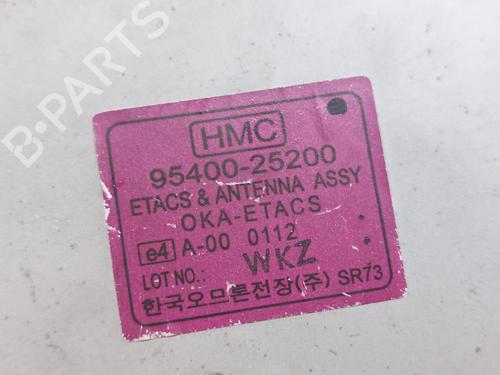 B-PARTS
HMC
95400-25200
ETACS & ANTENNA ASSY
OKA-ETACS
e4 A-00 0112
LOT NO.: WKZ
한국오므론전장(주) SR73